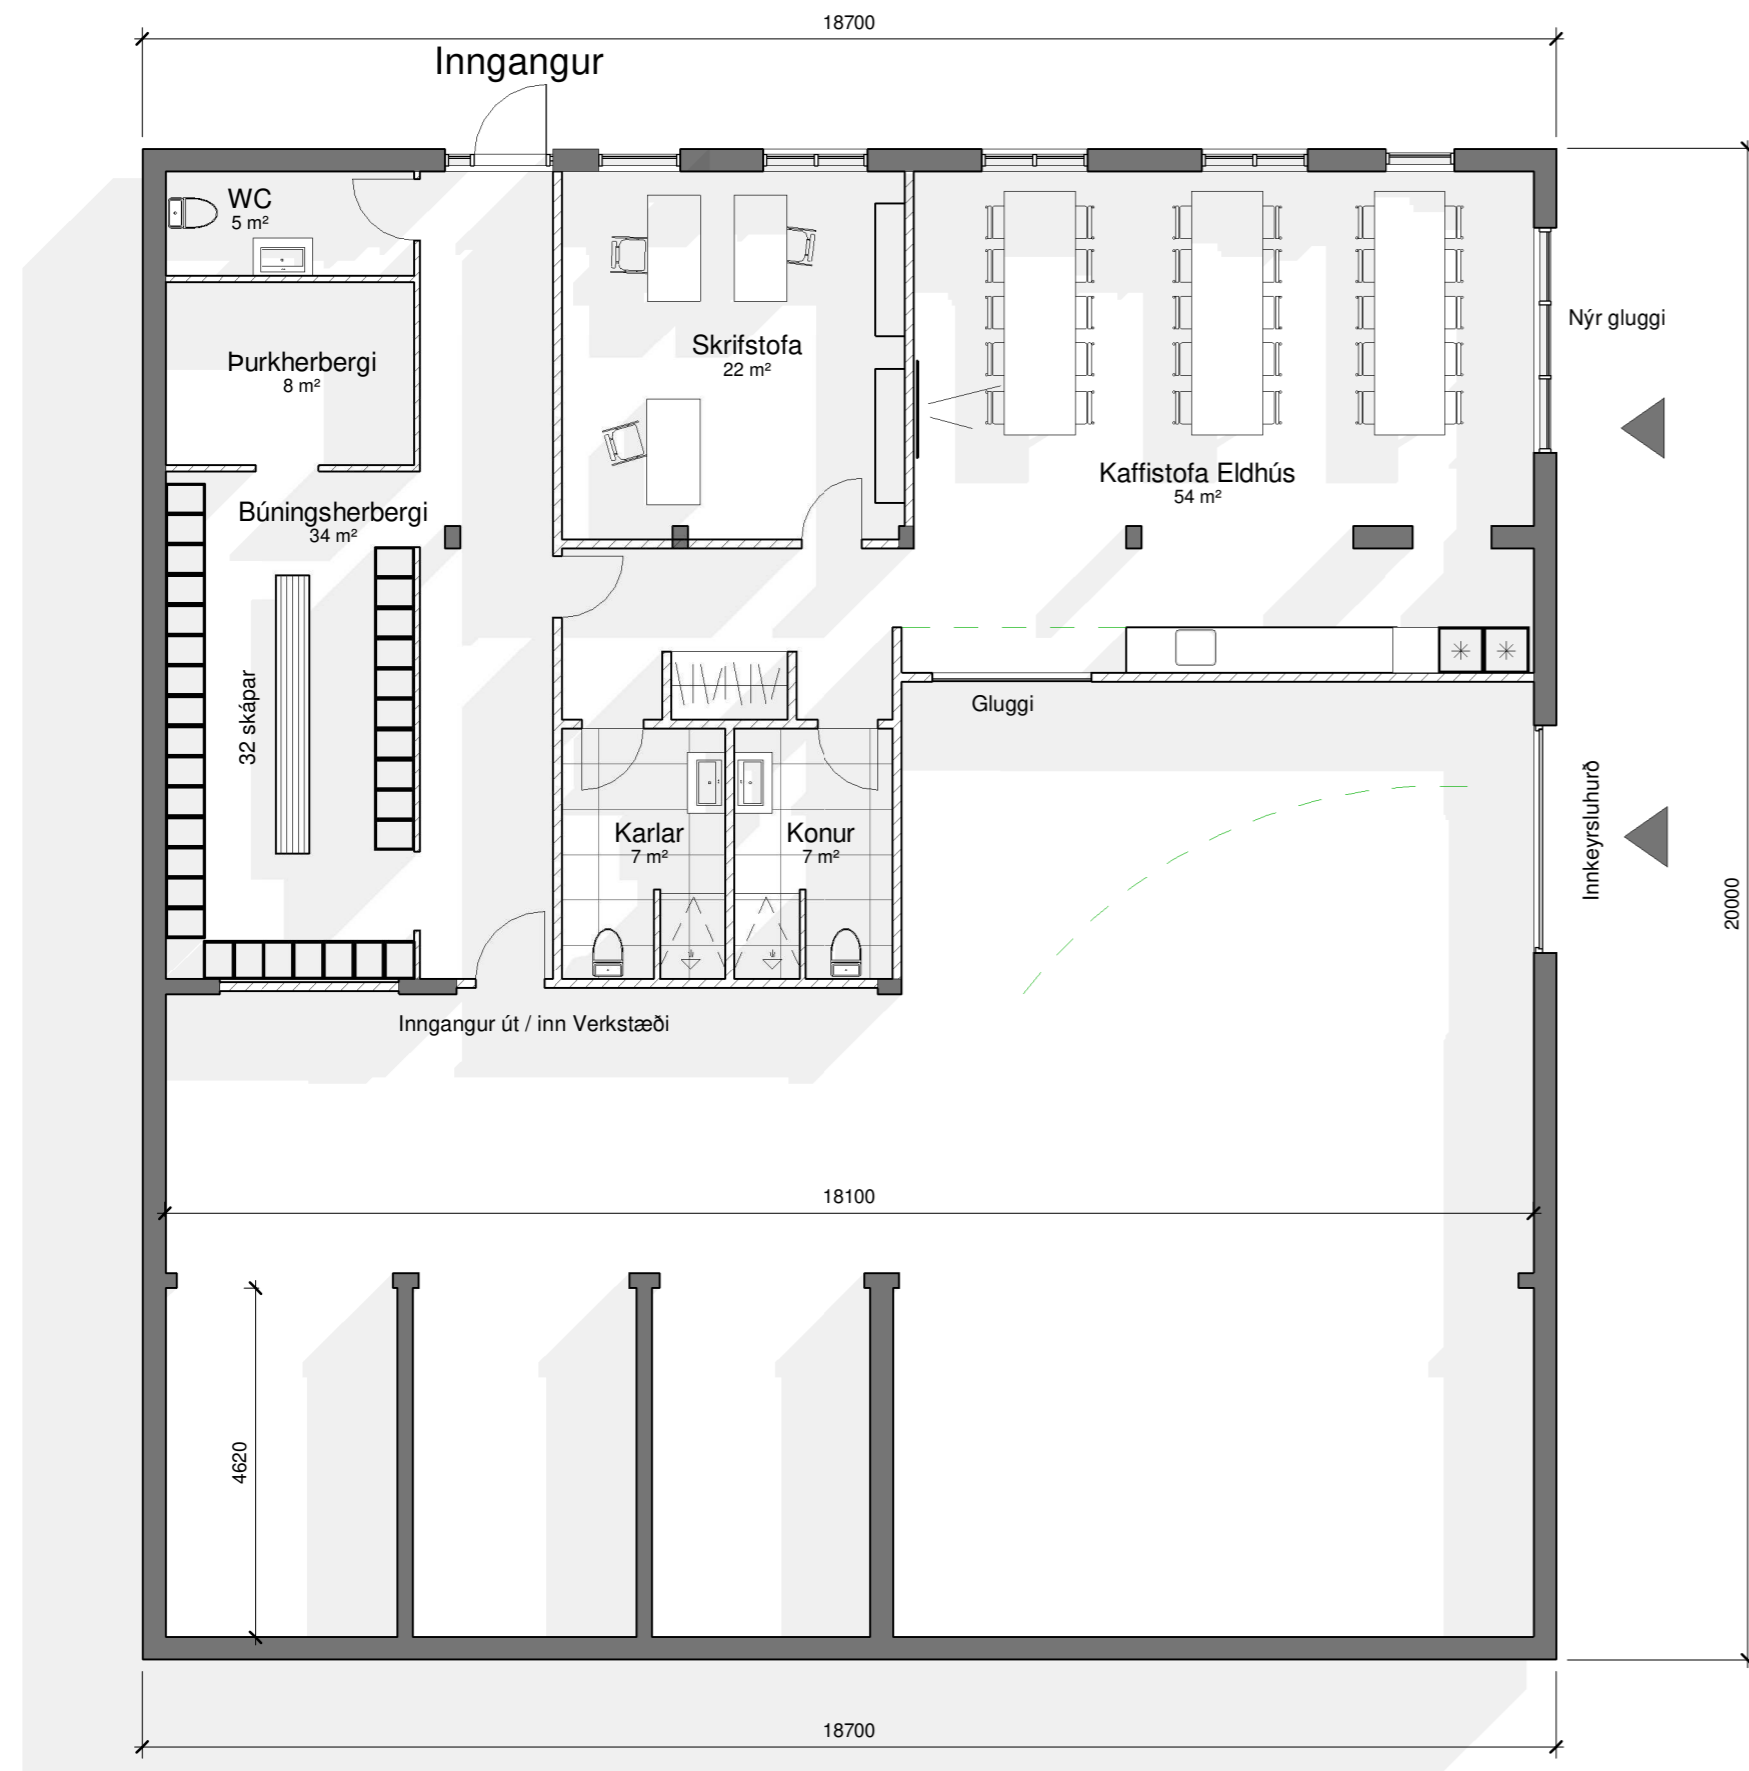 18700
Inngangur
WC
5 m²
Þurkherbergi
8 m²
Skrifstofa
22 m²
Nýr gluggi
Kaffistofa Eldhús
54 m²
Búningsherbergi
34 m²
32 skápar
Gluggi
Karlar
7 m²
Konur
7 m²
Innkeyrsluhurð
20000
Inngangur út / inn Verkstæði
18100
4620
18700